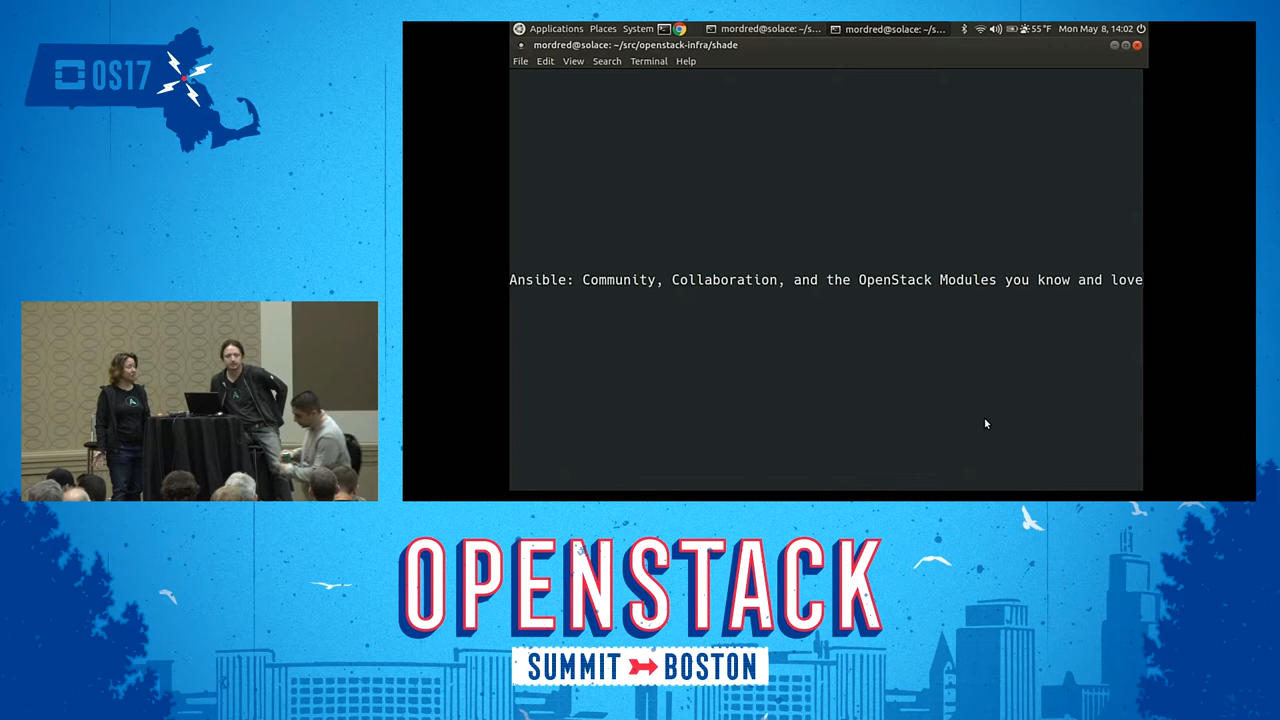 OS17
Applications Places System mordred@solace: ~/s... mordred@solace: ~/s... 55 °F Mon May 8, 14:02
mordred@solace: ~/src/openstack-infra/shade
File Edit View Search Terminal Help
Ansible: Community, Collaboration, and the OpenStack Modules you know and love
OPENSTACK
SUMMIT BOSTON